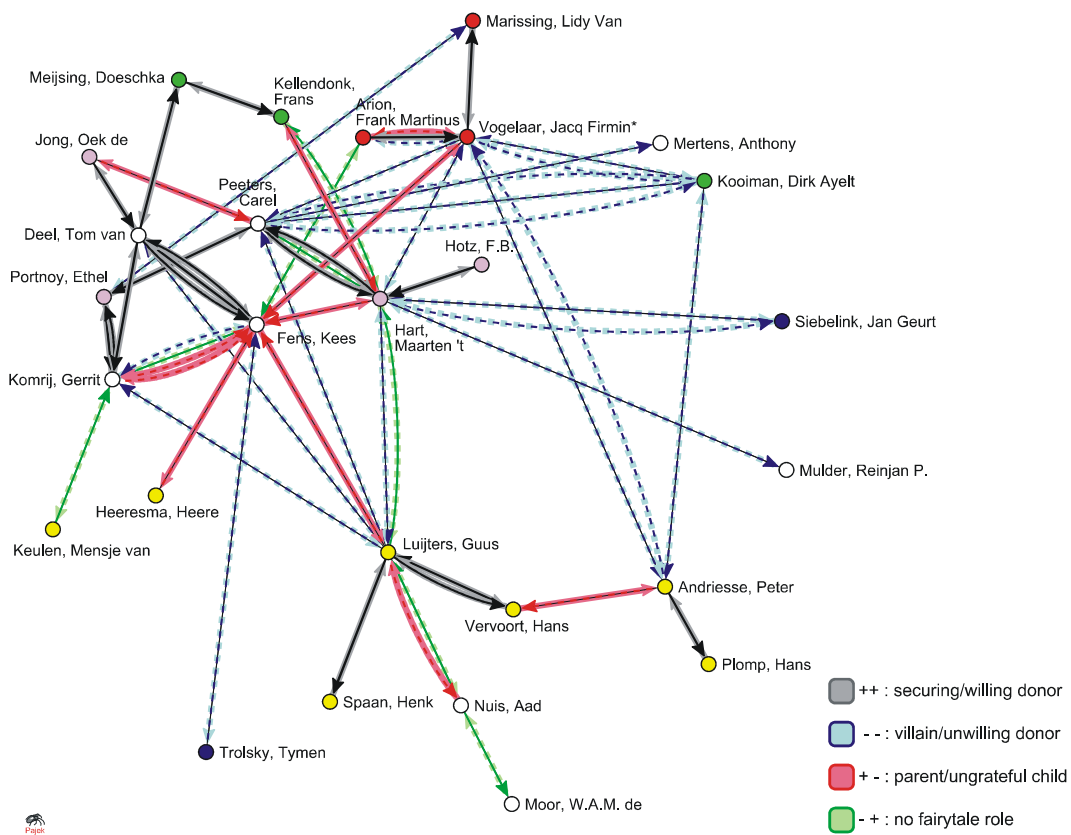 Marissing, Lidy Van
Meijsing, Doeschka
Kellendonk,
Frans
Arion,
Frank Martinus
Vogelaar, Jacq Firmin*
Mertens, Anthony
Jong, Oek de
Kooiman, Dirk Ayelt
Peeters,
Carel
Deel, Tom van
Hotz, F.B.
Portnoy, Ethel
Siebelink, Jan Geurt
Fens, Kees
Hart,
Maarten 't
Komrij, Gerrit
Mulder, Reinjan P.
Heeresma, Heere
Keulen, Mensje van
Luijters, Guus
Andriesse, Peter
Vervoort, Hans
Plomp, Hans
Spaan, Henk
Nuis, Aad
Trolsky, Tymen
Moor, W.A.M. de
++ : securing/willing donor
- - : villain/unwilling donor
+ - : parent/ungrateful child
- + : no fairytale role
Pajek